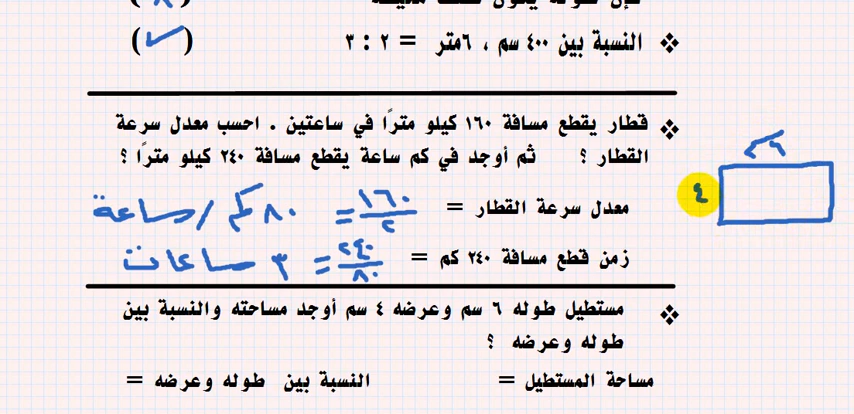 ❖ النسبة بين ٤٠٠ سم ، ٦متر = ٢ : ٣ (✓)
❖ قطار يقطع مسافة ١٦٠ كيلو مترًا في ساعتين . احسب معدل سرعة
القطار ؟ ثم أوجد في كم ساعة يقطع مسافة ٢٤٠ كيلو مترًا ؟
معدل سرعة القطار = ١٦٠/٢ = ٨٠ كم/ساعة
زمن قطع مسافة ٢٤٠ كم = ٢٤٠/٨٠ = ٣ ساعات
❖ مستطيل طوله ٦ سم وعرضه ٤ سم أوجد مساحته والنسبة بين
طوله وعرضه ؟
مساحة المستطيل = النسبة بين طوله وعرضه =
٤